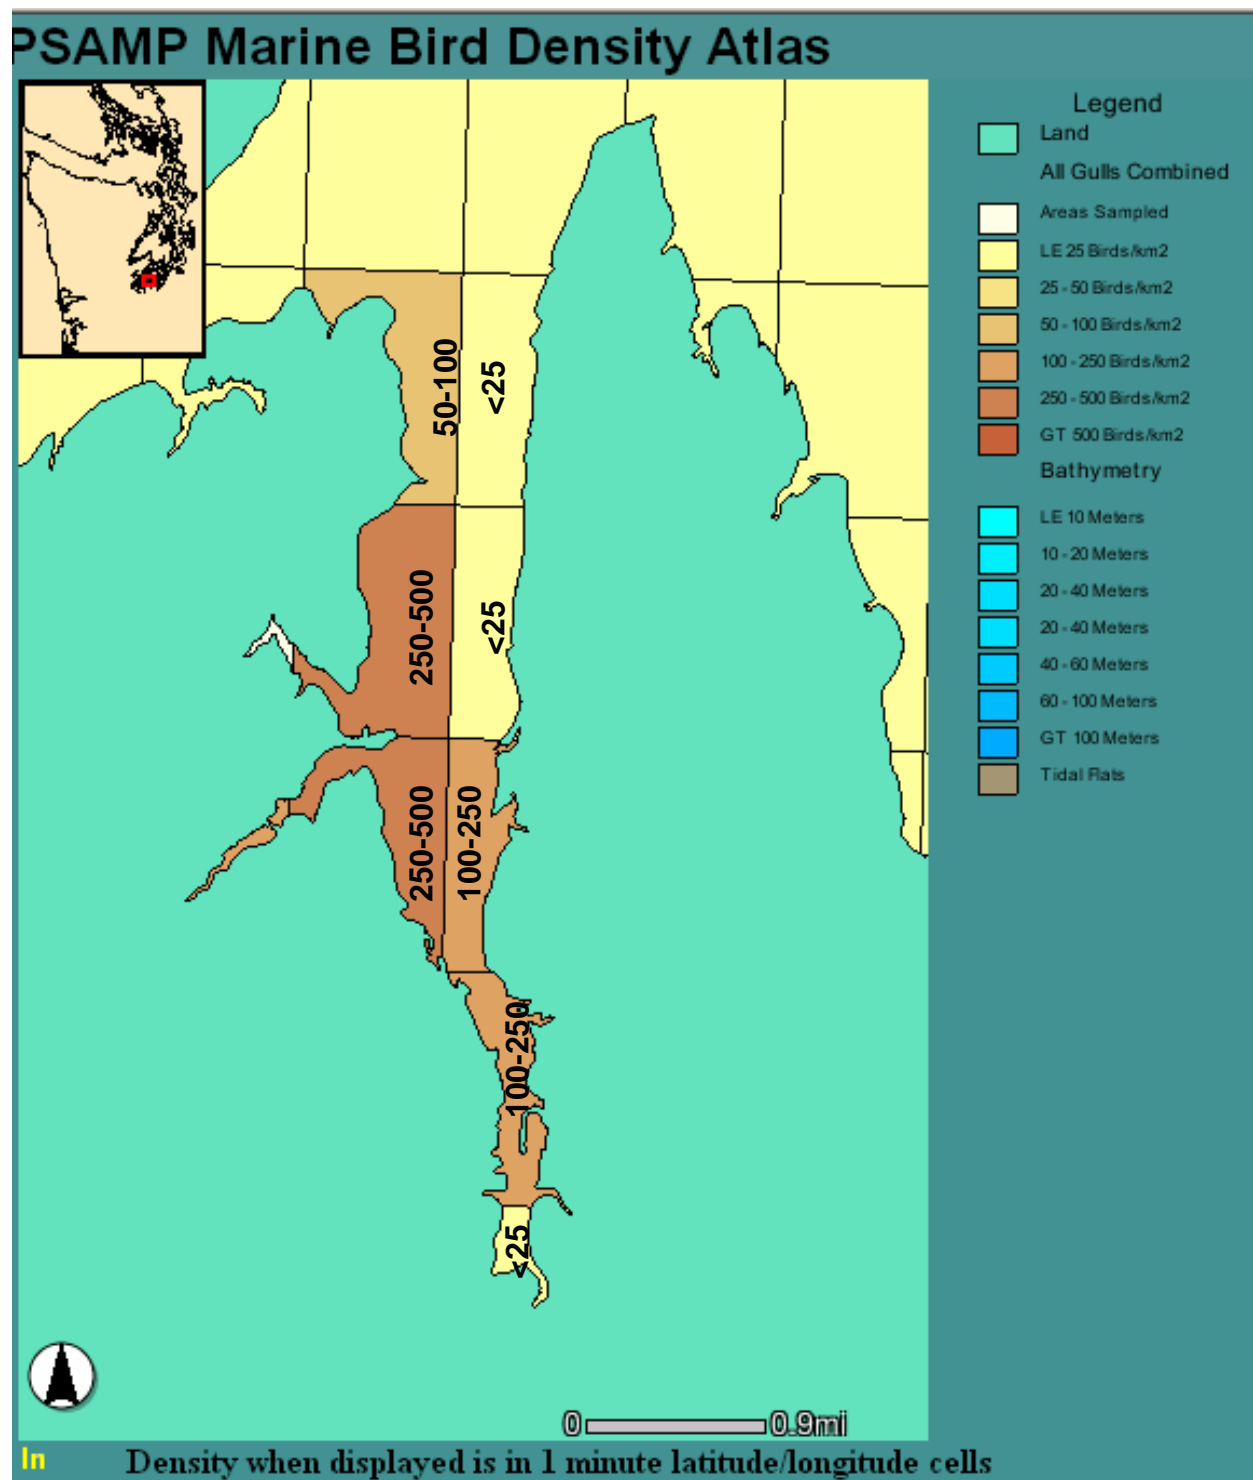 PSAMP Marine Bird Density Atlas
Legend
Land
All Gulls Combined
Areas Sampled
LE 25 Birds/km2
25 - 50 Birds/km2
50 - 100 Birds/km2
100 - 250 Birds/km2
250 - 500 Birds/km2
GT 500 Birds/km2
Bathymetry
LE 10 Meters
10 - 20 Meters
20 - 40 Meters
20 - 40 Meters
40 - 60 Meters
60 - 100 Meters
GT 100 Meters
Tidal Flats
50-100
<25
250-500
<25
250-500
100-250
100-250
<25
0 0.9mi
In
Density when displayed is in 1 minute latitude/longitude cells